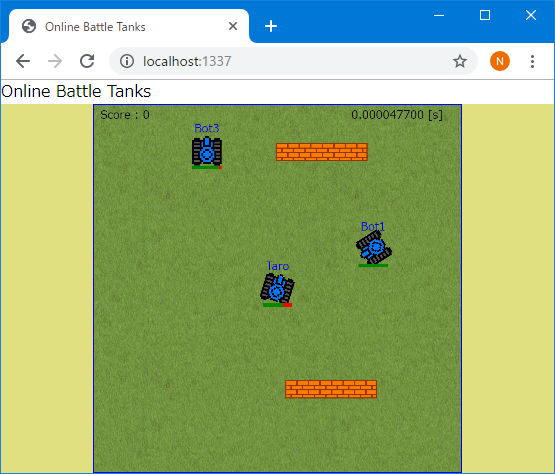 Online Battle Tanks
N
localhost:1337
Online Battle Tanks
Score : 0
0.000047700 [s]
Bot3
Bot1
Taro